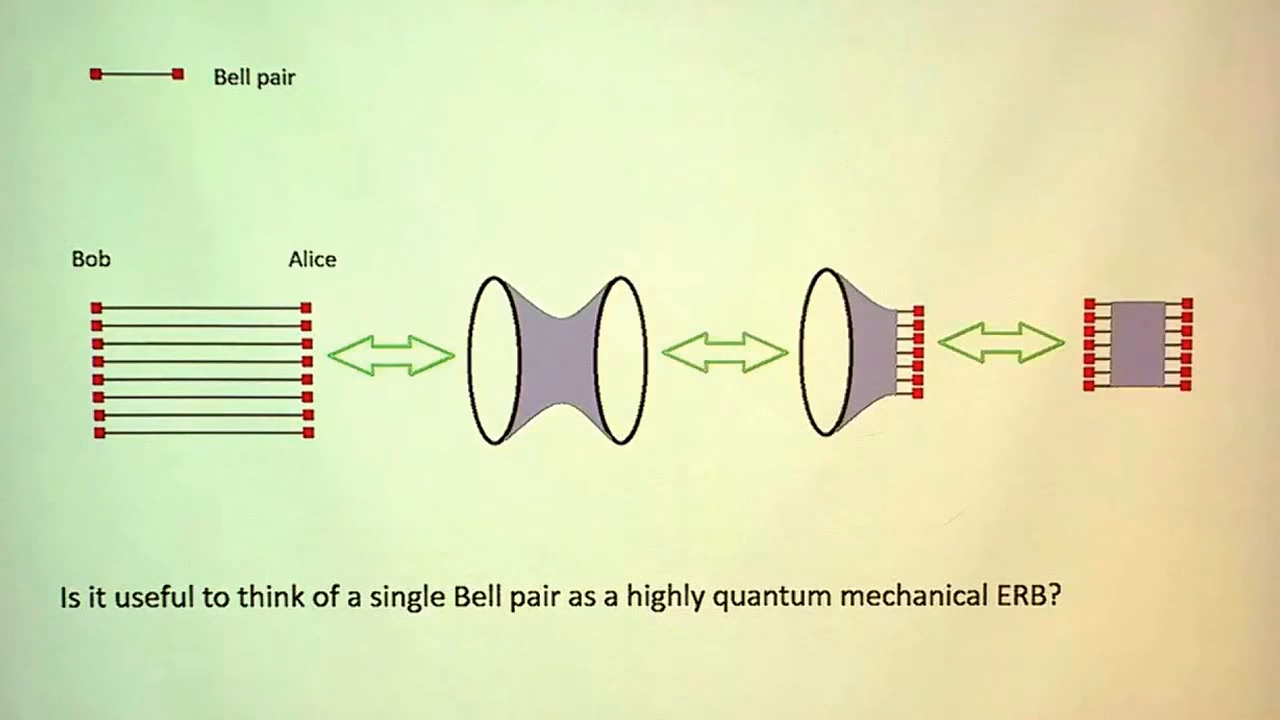 Bell pair
Bob
Alice
Is it useful to think of a single Bell pair as a highly quantum mechanical ERB?